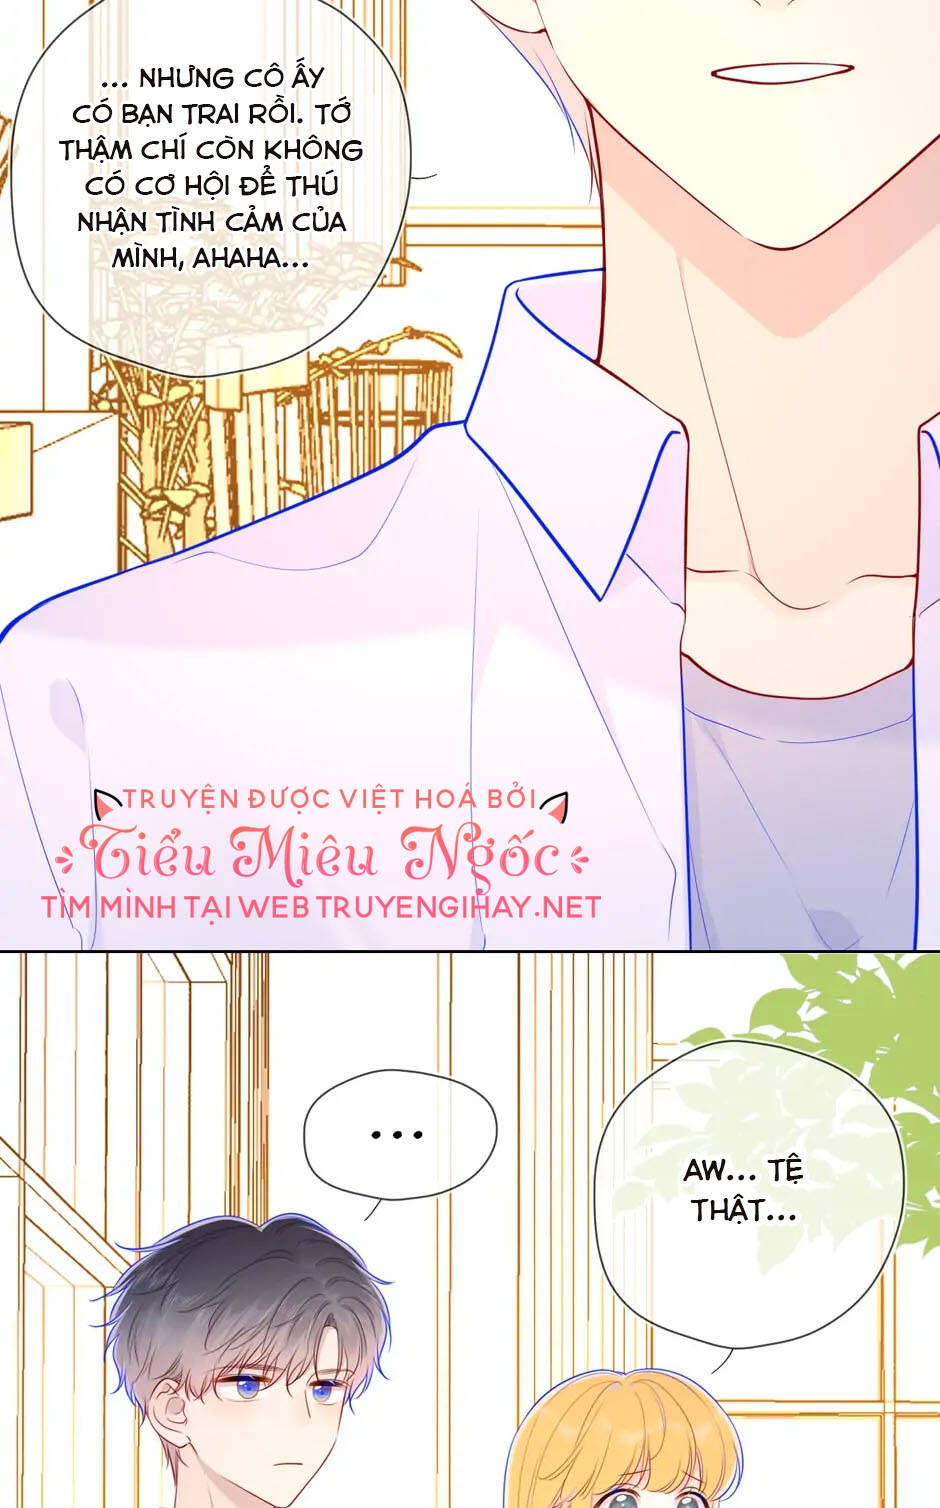 ... NHƯNG CÔ ẤY
CÓ BẠN TRAI RỒI. TỚ
THẬM CHÍ CÒN KHÔNG
CÓ CƠ HỘI ĐỂ THÚ
NHẬN TÌNH CẢM CỦA
MÌNH, AHAHA...
TRUYỆN ĐƯỢC VIỆT HOÁ BỞI
Tiểu Miêu Ngốc
TÌM MÌNH TẠI WEB TRUYENGIHAY.NET
...
AW... TỆ
THẬT...